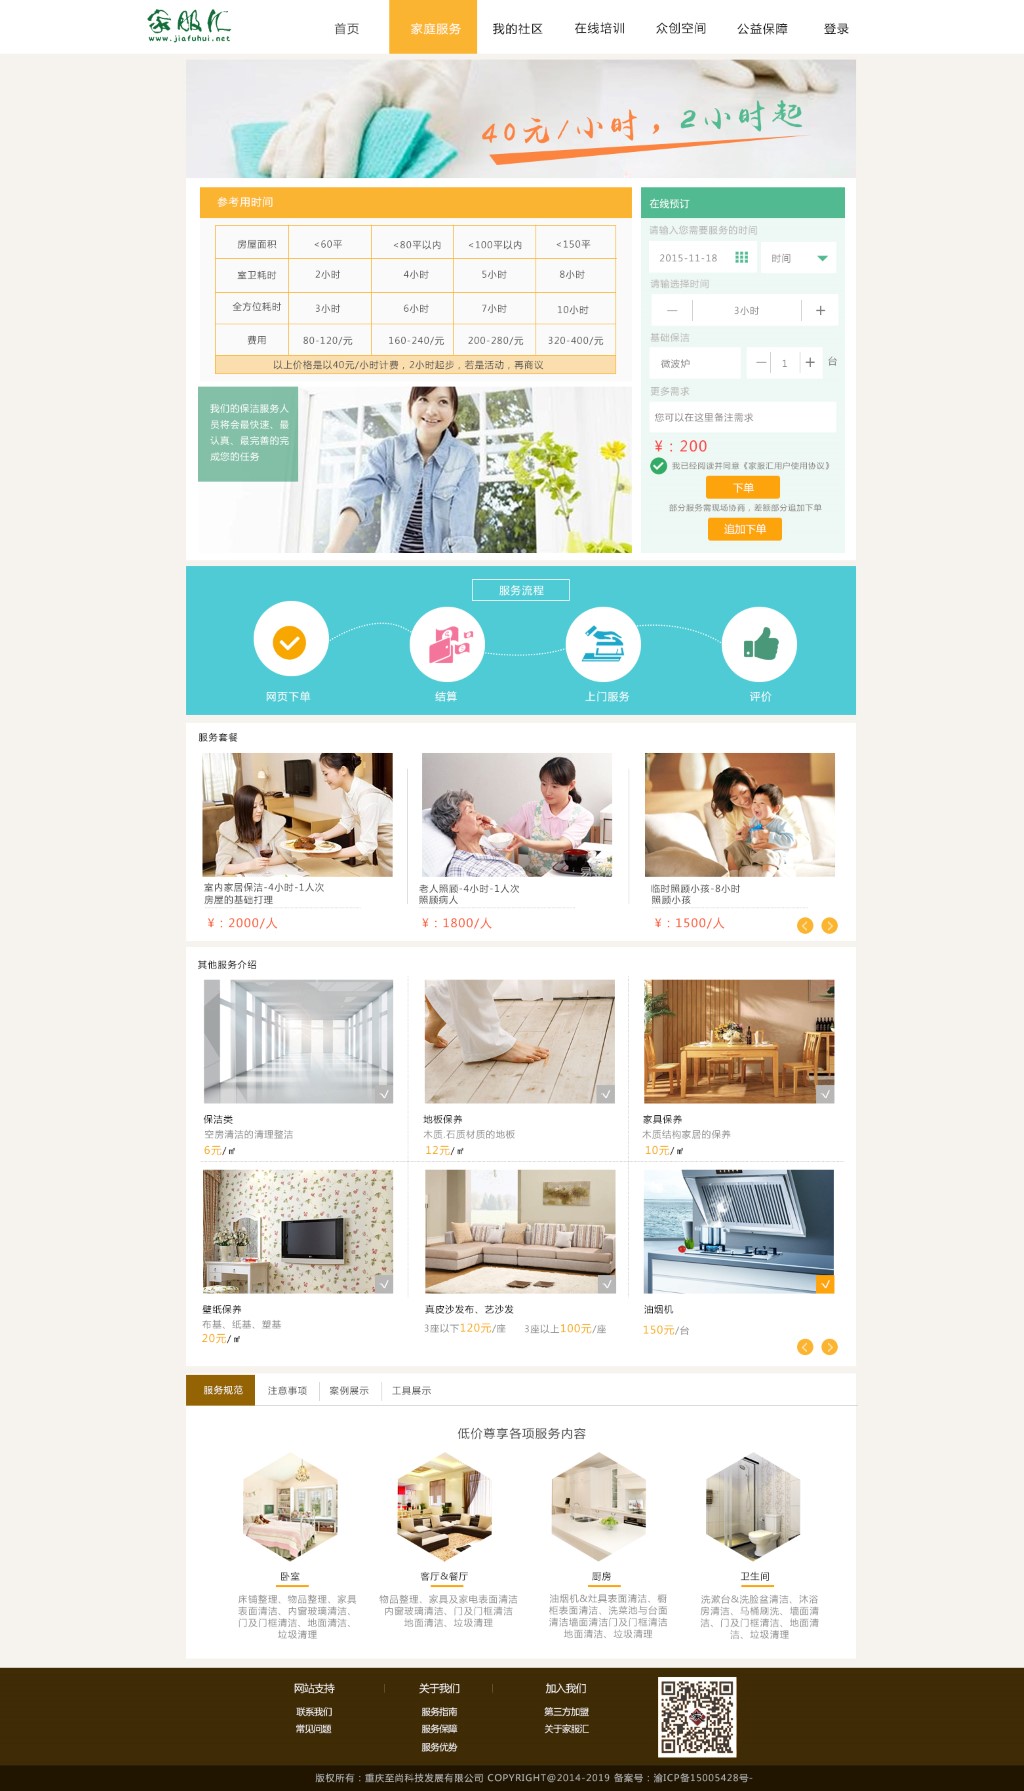 家服汇
www.jiafuhui.net
首页 家庭服务 我的社区 在线培训 众创空间 公益保障 登录
40元/小时，2小时起
参考用时间
房屋面积 <60平 <80平以内 <100平以内 <150平
室卫耗时 2小时 4小时 5小时 8小时
全方位耗时 3小时 6小时 7小时 10小时
费用 80-120/元 160-240/元 200-280/元 320-400/元
以上价格是以40元/小时计费，2小时起步，若是活动，再商议
我们的保洁服务人
员将会最快速、最
认真、最完善的完
成您的任务
在线预订
请输入您需要服务的时间
2015-11-18 时间
请输选择时间
— 3小时 +
基础保洁
微波炉 — 1 + 台
更多需求
您可以在这里备注需求
¥：200
我已经阅读并同意《家服汇用户使用协议》
下单
部分服务需现场协商，差额部分追加下单
追加下单
服务流程
网页下单 结算 上门服务 评价
服务套餐
室内家居保洁-4小时-1人次
房屋的基础打理
¥：2000/人
老人照顾-4小时-1人次
照顾病人
¥：1800/人
临时照顾小孩-8小时
照顾小孩
¥：1500/人
其他服务介绍
保洁类
空房清洁的清理整洁
6元/㎡
地板保养
木质.石质材质的地板
12元/㎡
家具保养
木质结构家居的保养
10元/㎡
壁纸保养
布基、纸基、塑基
20元/㎡
真皮沙发布、艺沙发
3座以下120元/座 3座以上100元/座
油烟机
150元/台
服务规范 注意事项 案例展示 工具展示
低价尊享各项服务内容
卧室
床铺整理、物品整理、家具
表面清洁、内窗玻璃清洁、
门及门框清洁、地面清洁、
垃圾清理
客厅&餐厅
物品整理、家具及家电表面清洁
内窗玻璃清洁、门及门框清洁
地面清洁、垃圾清理
厨房
油烟机&灶具表面清洁、橱
柜表面清洁、洗菜池与台面
清洁墙面清洁门及门框清洁
地面清洁、垃圾清理
卫生间
洗漱台&洗脸盆清洁、沐浴
房清洁、马桶刷洗、墙面清
洁、门及门框清洁、地面清
洁、垃圾清理
网站支持
联系我们
常见问题
关于我们
服务指南
服务保障
服务优势
加入我们
第三方加盟
关于家服汇
版权所有：重庆至尚科技发展有限公司 COPYRIGHT@2014-2019 备案号：渝ICP备15005428号-